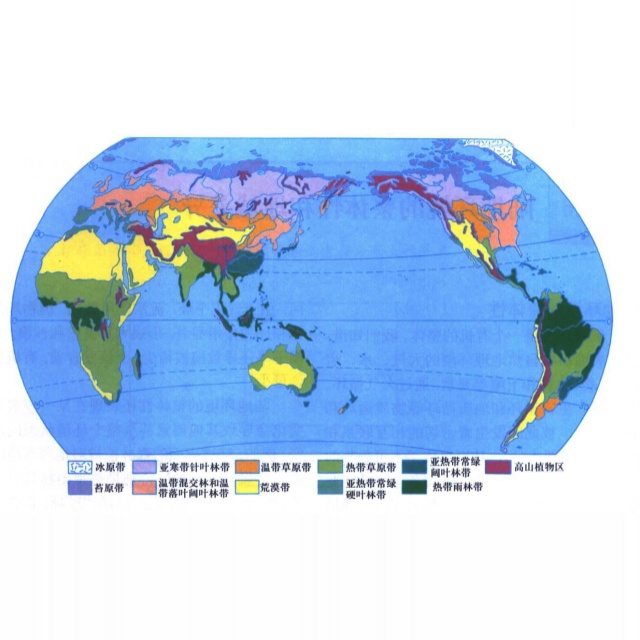 冰原带
亚寒带针叶林带
温带草原带
热带草原带
亚热带常绿
阔叶林带
高山植物区
苔原带
温带混交林和温
带落叶阔叶林带
荒漠带
亚热带常绿
硬叶林带
热带雨林带